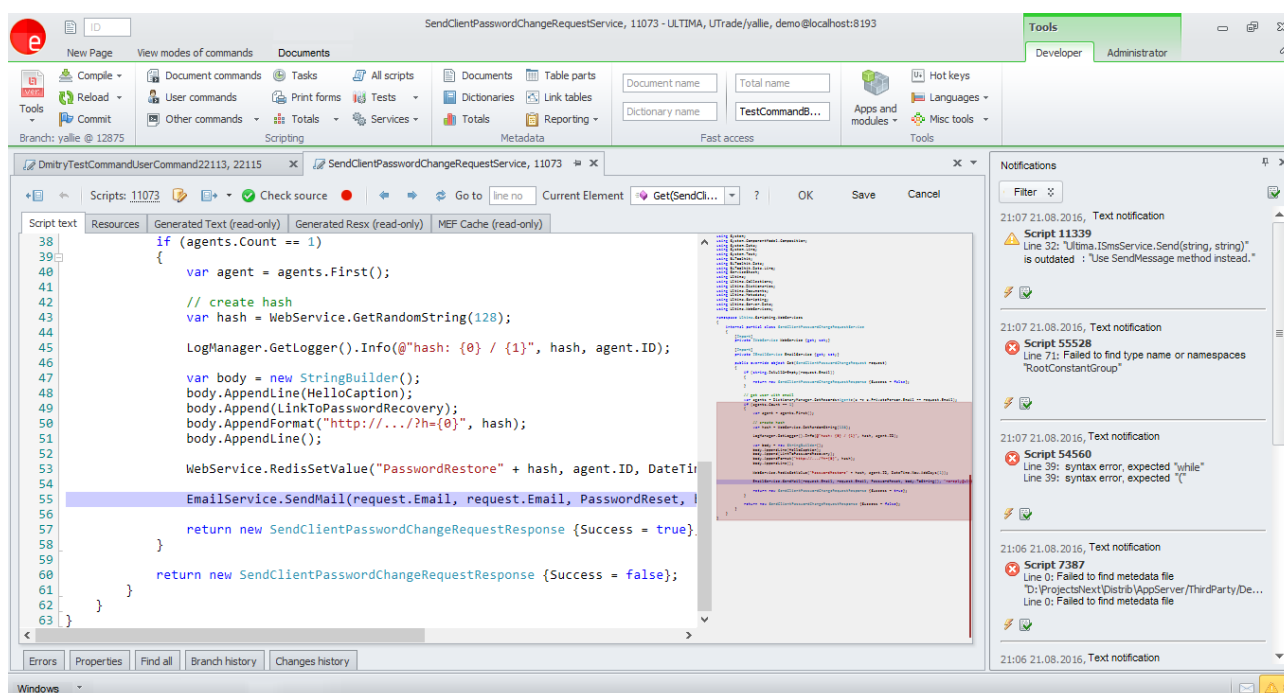 SendClientPasswordChangeRequestService, 11073 - ULTIMA, UTrade/yallie, demo@localhost:8193
Tools
ID
New Page View modes of commands Documents Developer Administrator
Compile Document commands Tasks All scripts Documents Table parts Document name Total name Hot keys
Reload User commands Print forms Tests Dictionaries Link tables Languages
Tools Commit Other commands Totals Services Totals Reporting Dictionary name TestCommandB... Apps and modules Misc tools
Branch: yallie @ 12875 Scripting Metadata Fast access Tools
DmitryTestCommandUserCommand22113, 22115 SendClientPasswordChangeRequestService, 11073
Scripts: 11073 Check source Go to line no Current Element Get(SendCli... ? OK Save Cancel
Script text Resources Generated Text (read-only) Generated Resx (read-only) MEF Cache (read-only)
38 if (agents.Count == 1)
39 {
40 var agent = agents.First();
41
42 // create hash
43 var hash = WebService.GetRandomString(128);
44
45 LogManager.GetLogger().Info(@"hash: {0} / {1}", hash, agent.ID);
46
47 var body = new StringBuilder();
48 body.AppendLine(HelloCaption);
49 body.Append(LinkToPasswordRecovery);
50 body.AppendFormat("http://.../?h={0}", hash);
51 body.AppendLine();
52
53 WebService.RedisSetValue("PasswordRestore" + hash, agent.ID, DateTi
54
55 EmailService.SendMail(request.Email, request.Email, PasswordReset,
56
57 return new SendClientPasswordChangeRequestResponse {Success = true}
58 }
59
60 return new SendClientPasswordChangeRequestResponse {Success = false};
61 }
62 }
63 }
Errors Properties Find all Branch history Changes history
Windows
Notifications
Filter
21:07 21.08.2016, Text notification
Script 11339
Line 32: "Ultima.ISmsService.Send(string, string)"
is outdated : "Use SendMessage method instead."
21:07 21.08.2016, Text notification
Script 55528
Line 71: Failed to find type name or namespaces
"RootConstantGroup"
21:07 21.08.2016, Text notification
Script 54560
Line 39: syntax error, expected "while"
Line 39: syntax error, expected "("
21:06 21.08.2016, Text notification
Script 7387
Line 0: Failed to find metedata file
"D:\ProjectsNext\Distrib\AppServer/ThirdParty/De...
Line 0: Failed to find metedata file
21:06 21.08.2016, Text notification